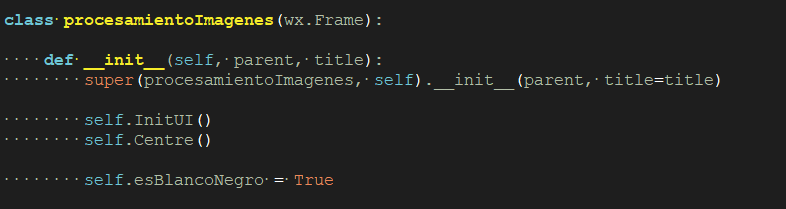 class procesamientoImagenes(wx.Frame):
    def __init__(self, parent, title):
        super(procesamientoImagenes, self).__init__(parent, title=title)
        self.InitUI()
        self.Centre()
        self.esBlancoNegro = True